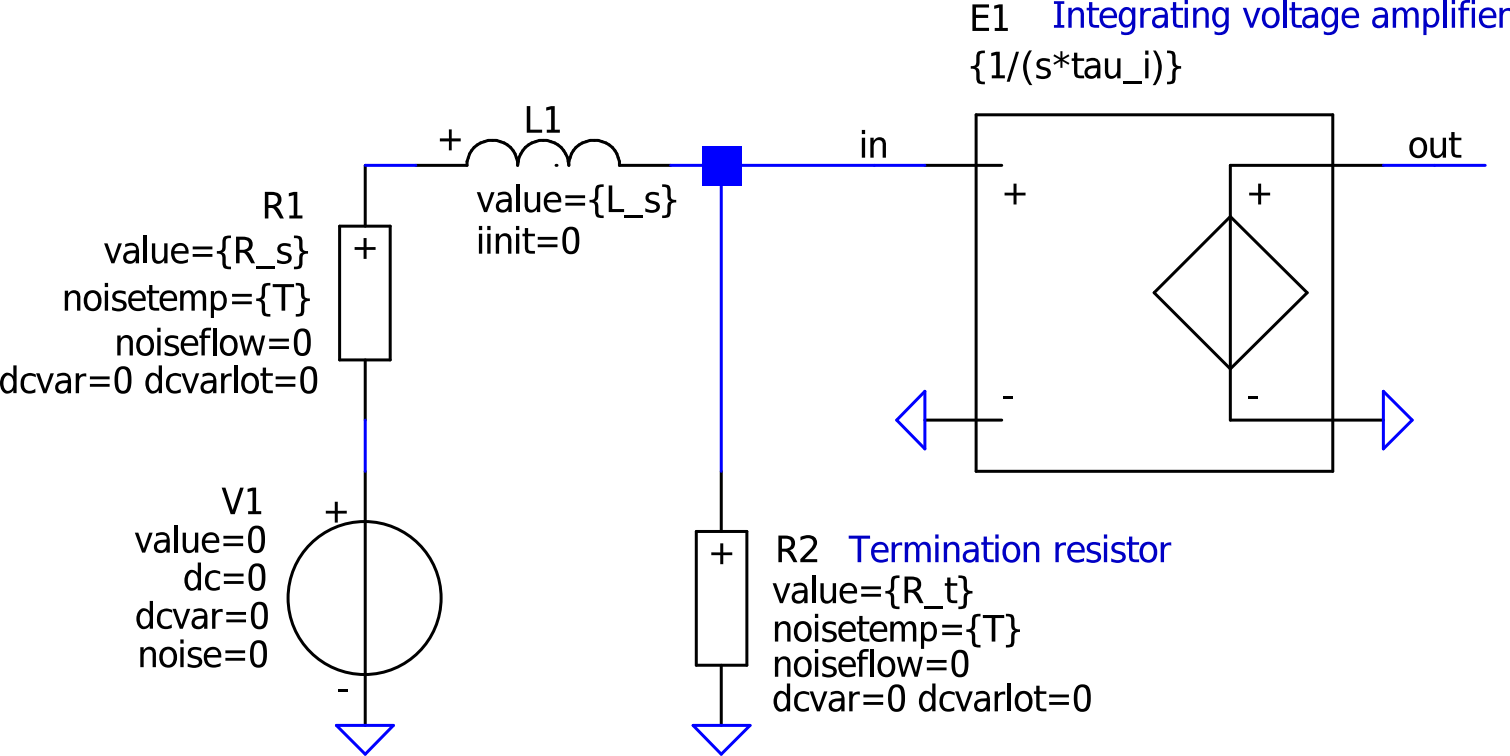 E1 Integrating voltage amplifier
{1/(s*tau_i)}
+ L1
in
out
value={L_s}
iinit=0
+
+
R1
value={R_s}
+
noisetemp={T}
noiseflow=0
dcvar=0 dcvarlot=0
-
-
V1
+
value=0
dc=0
dcvar=0
noise=0
-
+
R2 Termination resistor
value={R_t}
noisetemp={T}
noiseflow=0
dcvar=0 dcvarlot=0